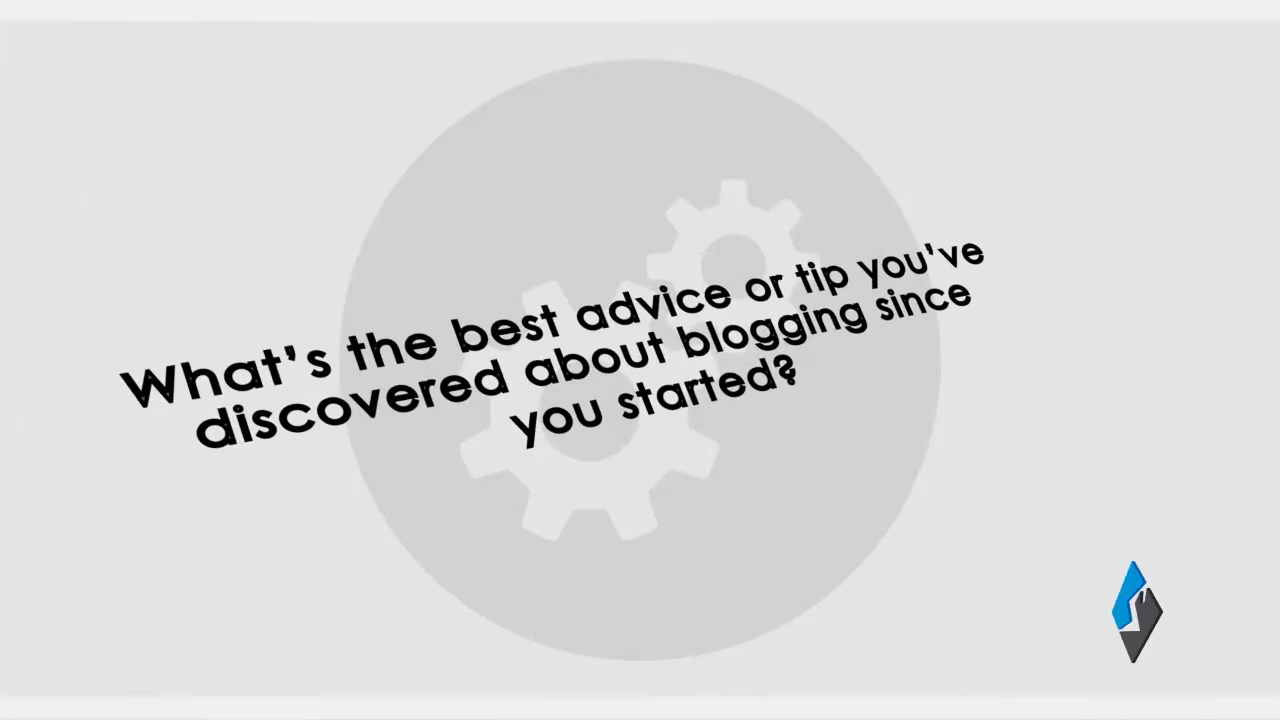 What's the best advice or tip you've
discovered about blogging since
you started?